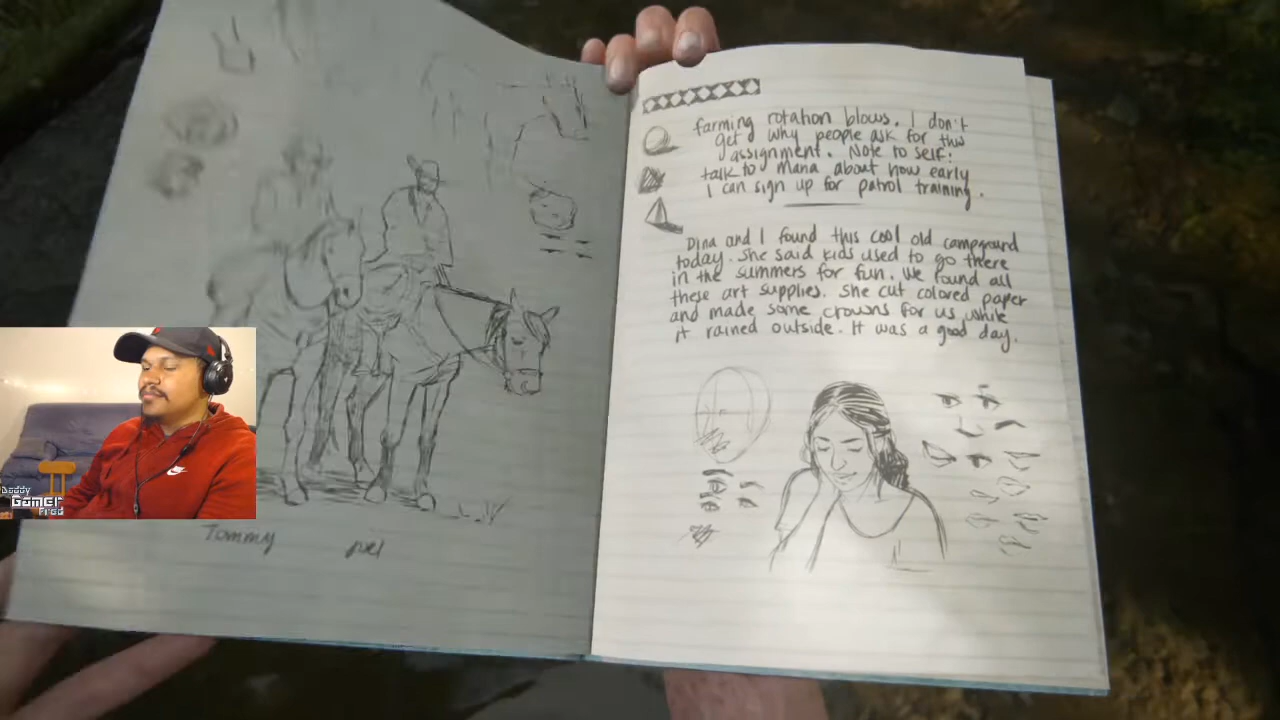 Tommy
Joel
farming rotation blows. I don't
get why people ask for this
assignment. Note to self:
talk to Maria about how early
I can sign up for patrol training.
Dina and I found this cool old campground
today. She said kids used to go there
in the summers for fun. We found all
these art supplies. She cut colored paper
and made some crowns for us while
it rained outside. It was a good day.
Daddy
GAMER
Fred